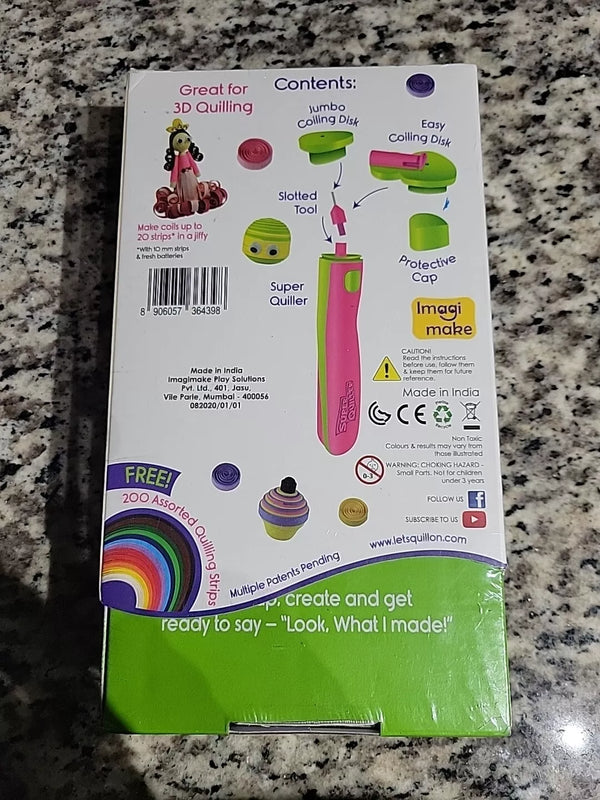 Great for
3D Quilling
Contents:
Jumbo
Coiling Disk
Easy
Coiling Disk
Slotted
Tool
Make coils up to
20 strips* in a jiffy
*With 10 mm strips
& fresh batteries
Protective
Cap
Super
Quiller
8 906057 364398
Imagi
make
CAUTION!
Read the instructions
before use, follow them
& keep them for future
reference.
Made in India
Made in India
Imagimake Play Solutions
Pvt. Ltd., 401, Jasu,
Vile Parle, Mumbai - 400056
082020/01/01
SUPER
QUILLER
CE
Non Toxic
Colours & results may vary from
those illustrated
0-3
WARNING: CHOKING HAZARD -
Small Parts. Not for children
under 3 years
FREE!
200 Assorted Quilling Strips
FOLLOW US
SUBSCRIBE TO US
www.letsquillon.com
Multiple Patents Pending
create and get
ready to say – "Look, What I made!"